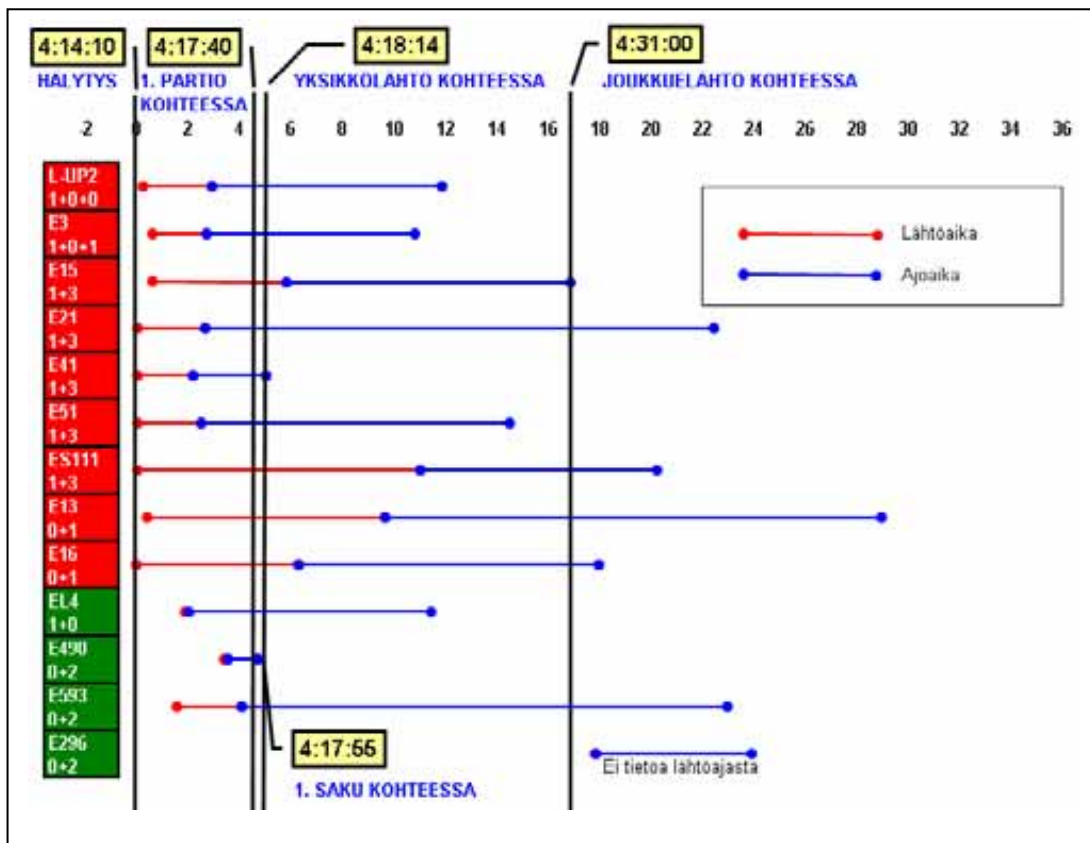 4:14:10 4:17:40 4:18:14 4:31:00
HÄLYTYS 1. PARTIO KOHTEESSA YKSIKKÖLÄHTÖ KOHTEESSA JOUKKUELÄHTÖ KOHTEESSA
-2 0 2 4 6 8 10 12 14 16 18 20 22 24 26 28 30 32 34 36
L-UP2
1+0+0
E3
1+0+1
E15
1+3
E21
1+3
E41
1+3
E51
1+3
ES111
1+3
E13
0+1
E16
0+1
EL4
1+0
E490
0+2
E593
0+2
E296
0+2
Lähtöaika
Ajoaika
Ei tietoa lähtöajasta
4:17:55
1. SAKU KOHTEESSA